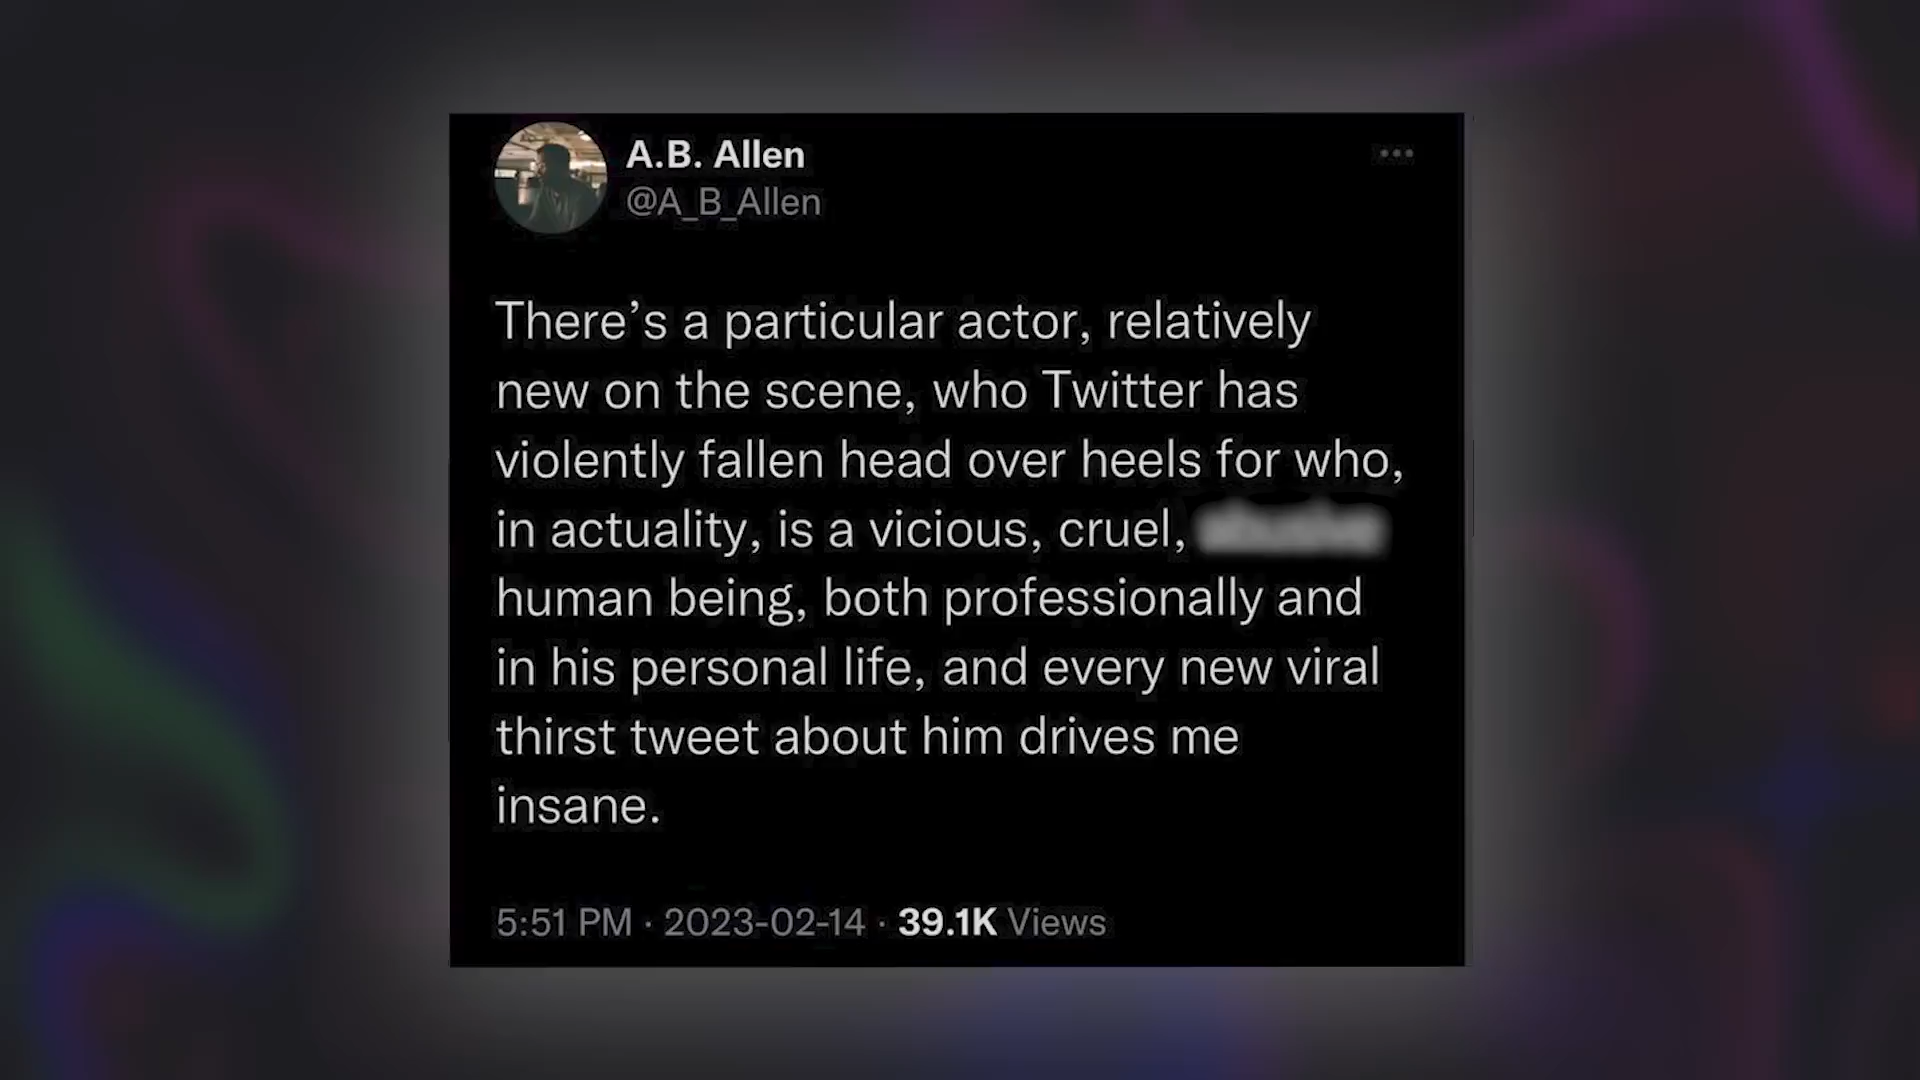 A.B. Allen
@A_B_Allen
There’s a particular actor, relatively
new on the scene, who Twitter has
violently fallen head over heels for who,
in actuality, is a vicious, cruel,
human being, both professionally and
in his personal life, and every new viral
thirst tweet about him drives me
insane.
5:51 PM · 2023-02-14 · 39.1K Views